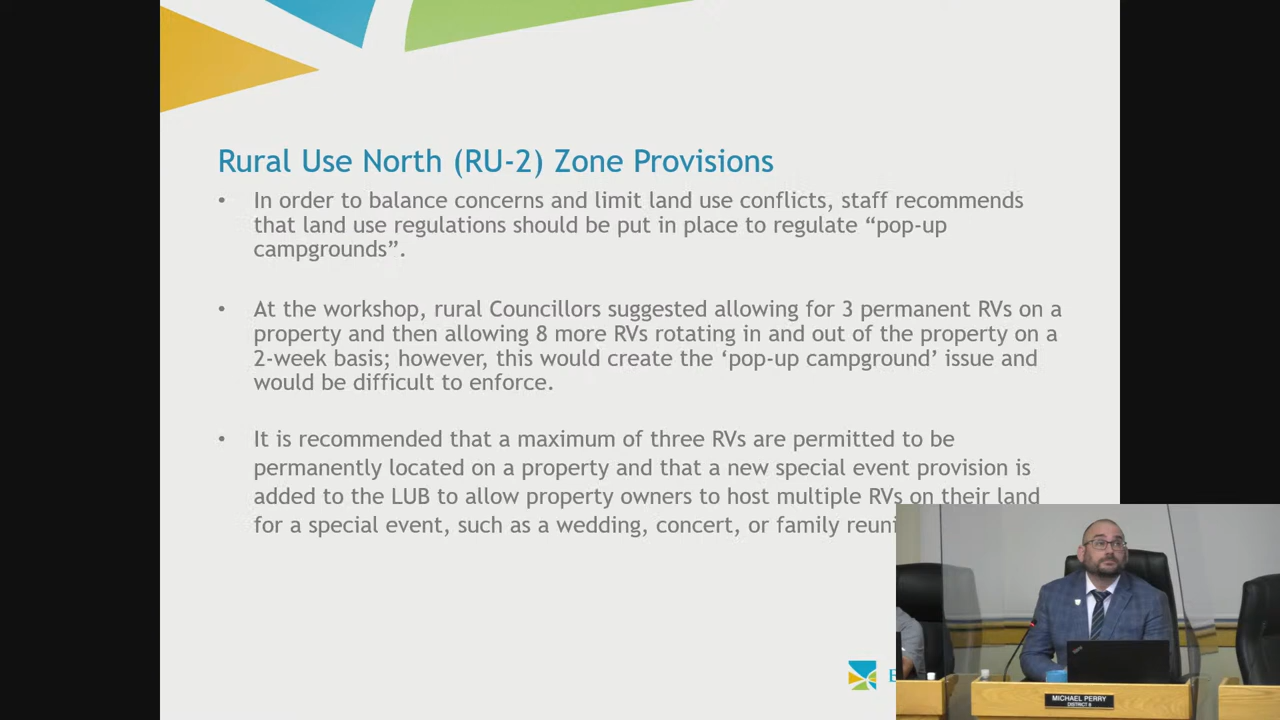 Rural Use North (RU-2) Zone Provisions
• In order to balance concerns and limit land use conflicts, staff recommends
that land use regulations should be put in place to regulate “pop-up
campgrounds”.
• At the workshop, rural Councillors suggested allowing for 3 permanent RVs on a
property and then allowing 8 more RVs rotating in and out of the property on a
2-week basis; however, this would create the ‘pop-up campground’ issue and
would be difficult to enforce.
• It is recommended that a maximum of three RVs are permitted to be
permanently located on a property and that a new special event provision is
added to the LUB to allow property owners to host multiple RVs on their land
for a special event, such as a wedding, concert, or family
MICHAEL PERRY